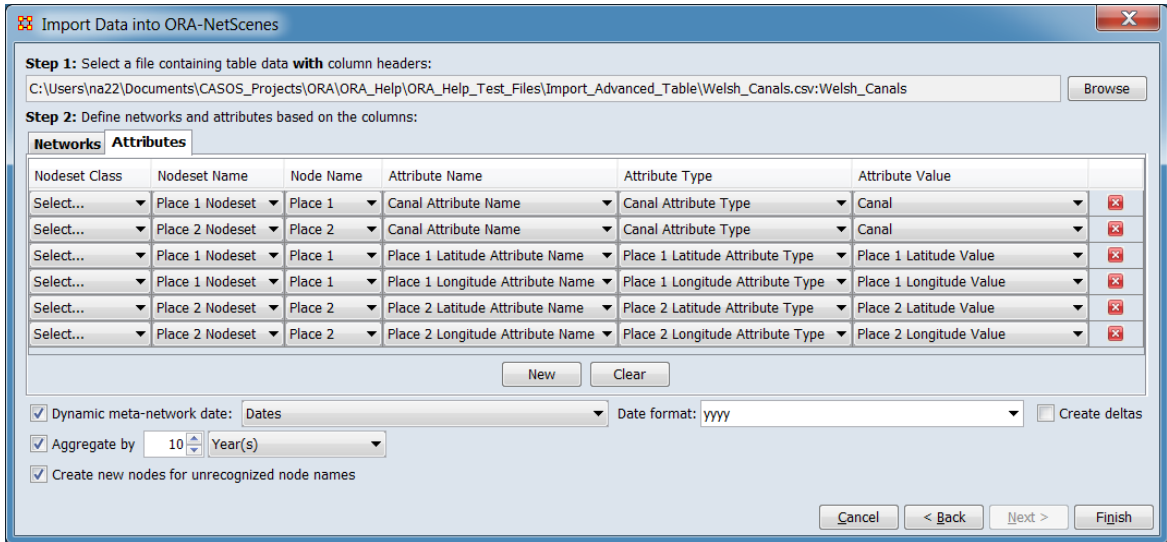 Import Data into ORA-NetScenes
Step 1: Select a file containing table data with column headers:
C:\Users\na22\Documents\CASOS_Projects\ORA\ORA_Help\ORA_Help_Test_Files\Import_Advanced_Table\Welsh_Canals.csv:Welsh_Canals Browse
Step 2: Define networks and attributes based on the columns:
Networks Attributes
Nodeset Class Nodeset Name Node Name Attribute Name Attribute Type Attribute Value
Select... Place 1 Nodeset Place 1 Canal Attribute Name Canal Attribute Type Canal
Select... Place 2 Nodeset Place 2 Canal Attribute Name Canal Attribute Type Canal
Select... Place 1 Nodeset Place 1 Place 1 Latitude Attribute Name Place 1 Latitude Attribute Type Place 1 Latitude Value
Select... Place 1 Nodeset Place 1 Place 1 Longitude Attribute Name Place 1 Longitude Attribute Type Place 1 Longitude Value
Select... Place 2 Nodeset Place 2 Place 2 Latitude Attribute Name Place 2 Latitude Attribute Type Place 2 Latitude Value
Select... Place 2 Nodeset Place 2 Place 2 Longitude Attribute Name Place 2 Longitude Attribute Type Place 2 Longitude Value
New Clear
Dynamic meta-network date: Dates Date format: yyyy Create deltas
Aggregate by 10 Year(s)
Create new nodes for unrecognized node names
Cancel < Back Next > Finish